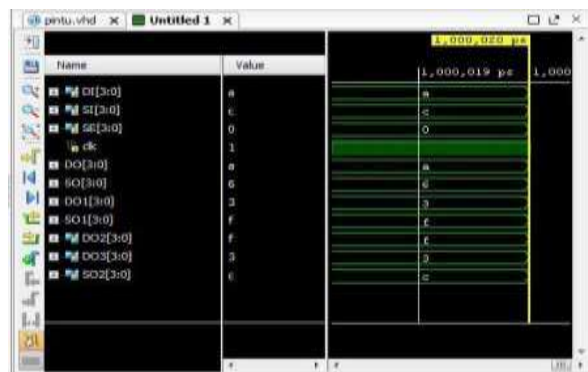 pintu.vhd
Untitled 1
1,000,020 ps
Name Value
1,000,019 ps 1,000
DI[3:0] a a
SI[3:0] c c
SE[3:0] 0 0
clk 1
DO[3:0] a a
SO[3:0] 6 6
DO1[3:0] 3 3
SO1[3:0] f f
DO2[3:0] f f
DO3[3:0] 3 3
SO2[3:0] c c